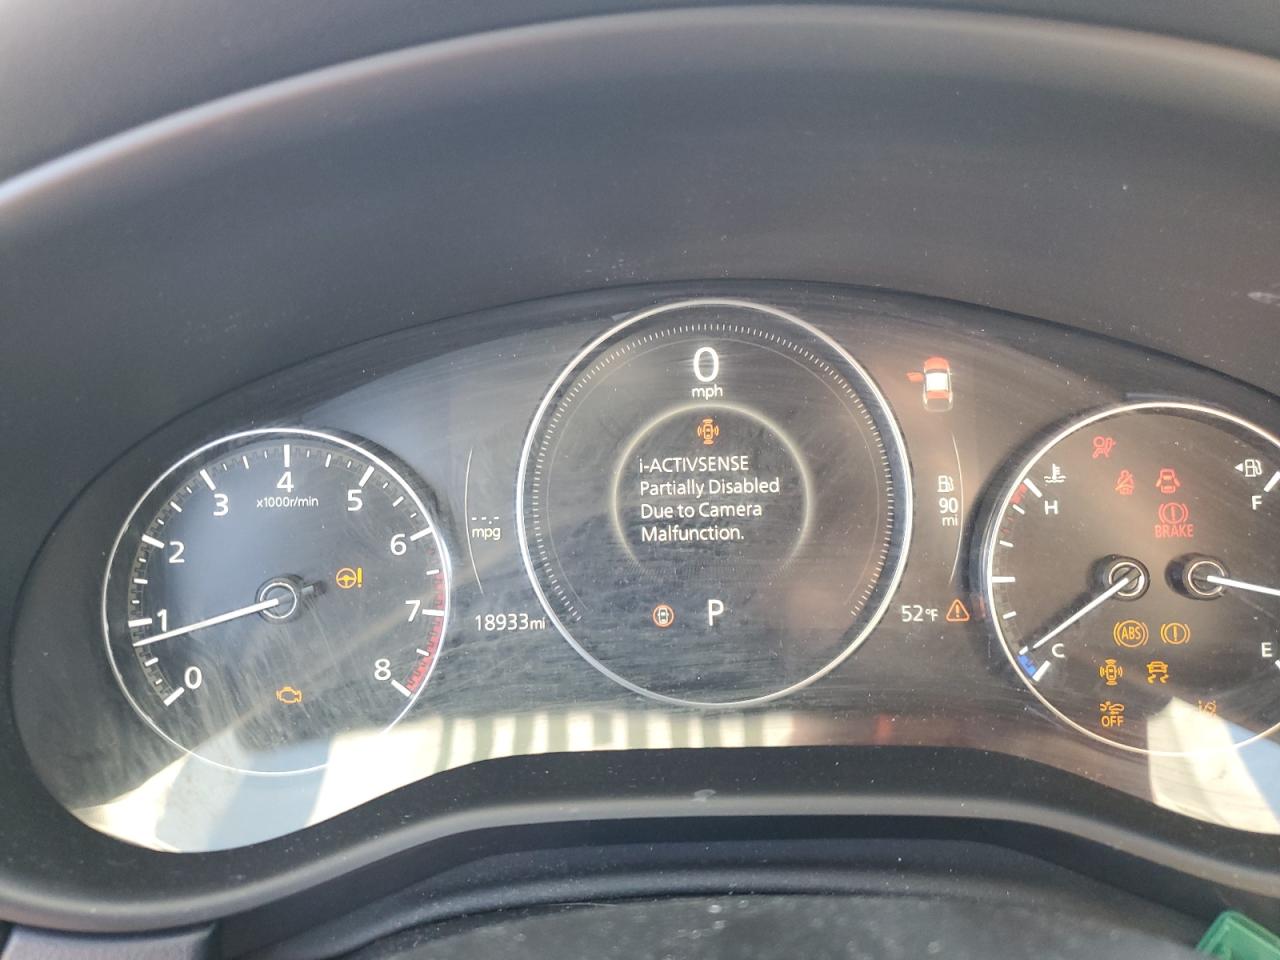 0
mph
i-ACTIVSENSE
Partially Disabled
Due to Camera
Malfunction.
P
0
1
2
3
4
5
6
7
8
x1000r/min
---.-
mpg
18933mi
90
mi
52°F
H
C
F
E
BRAKE
ABS
OFF